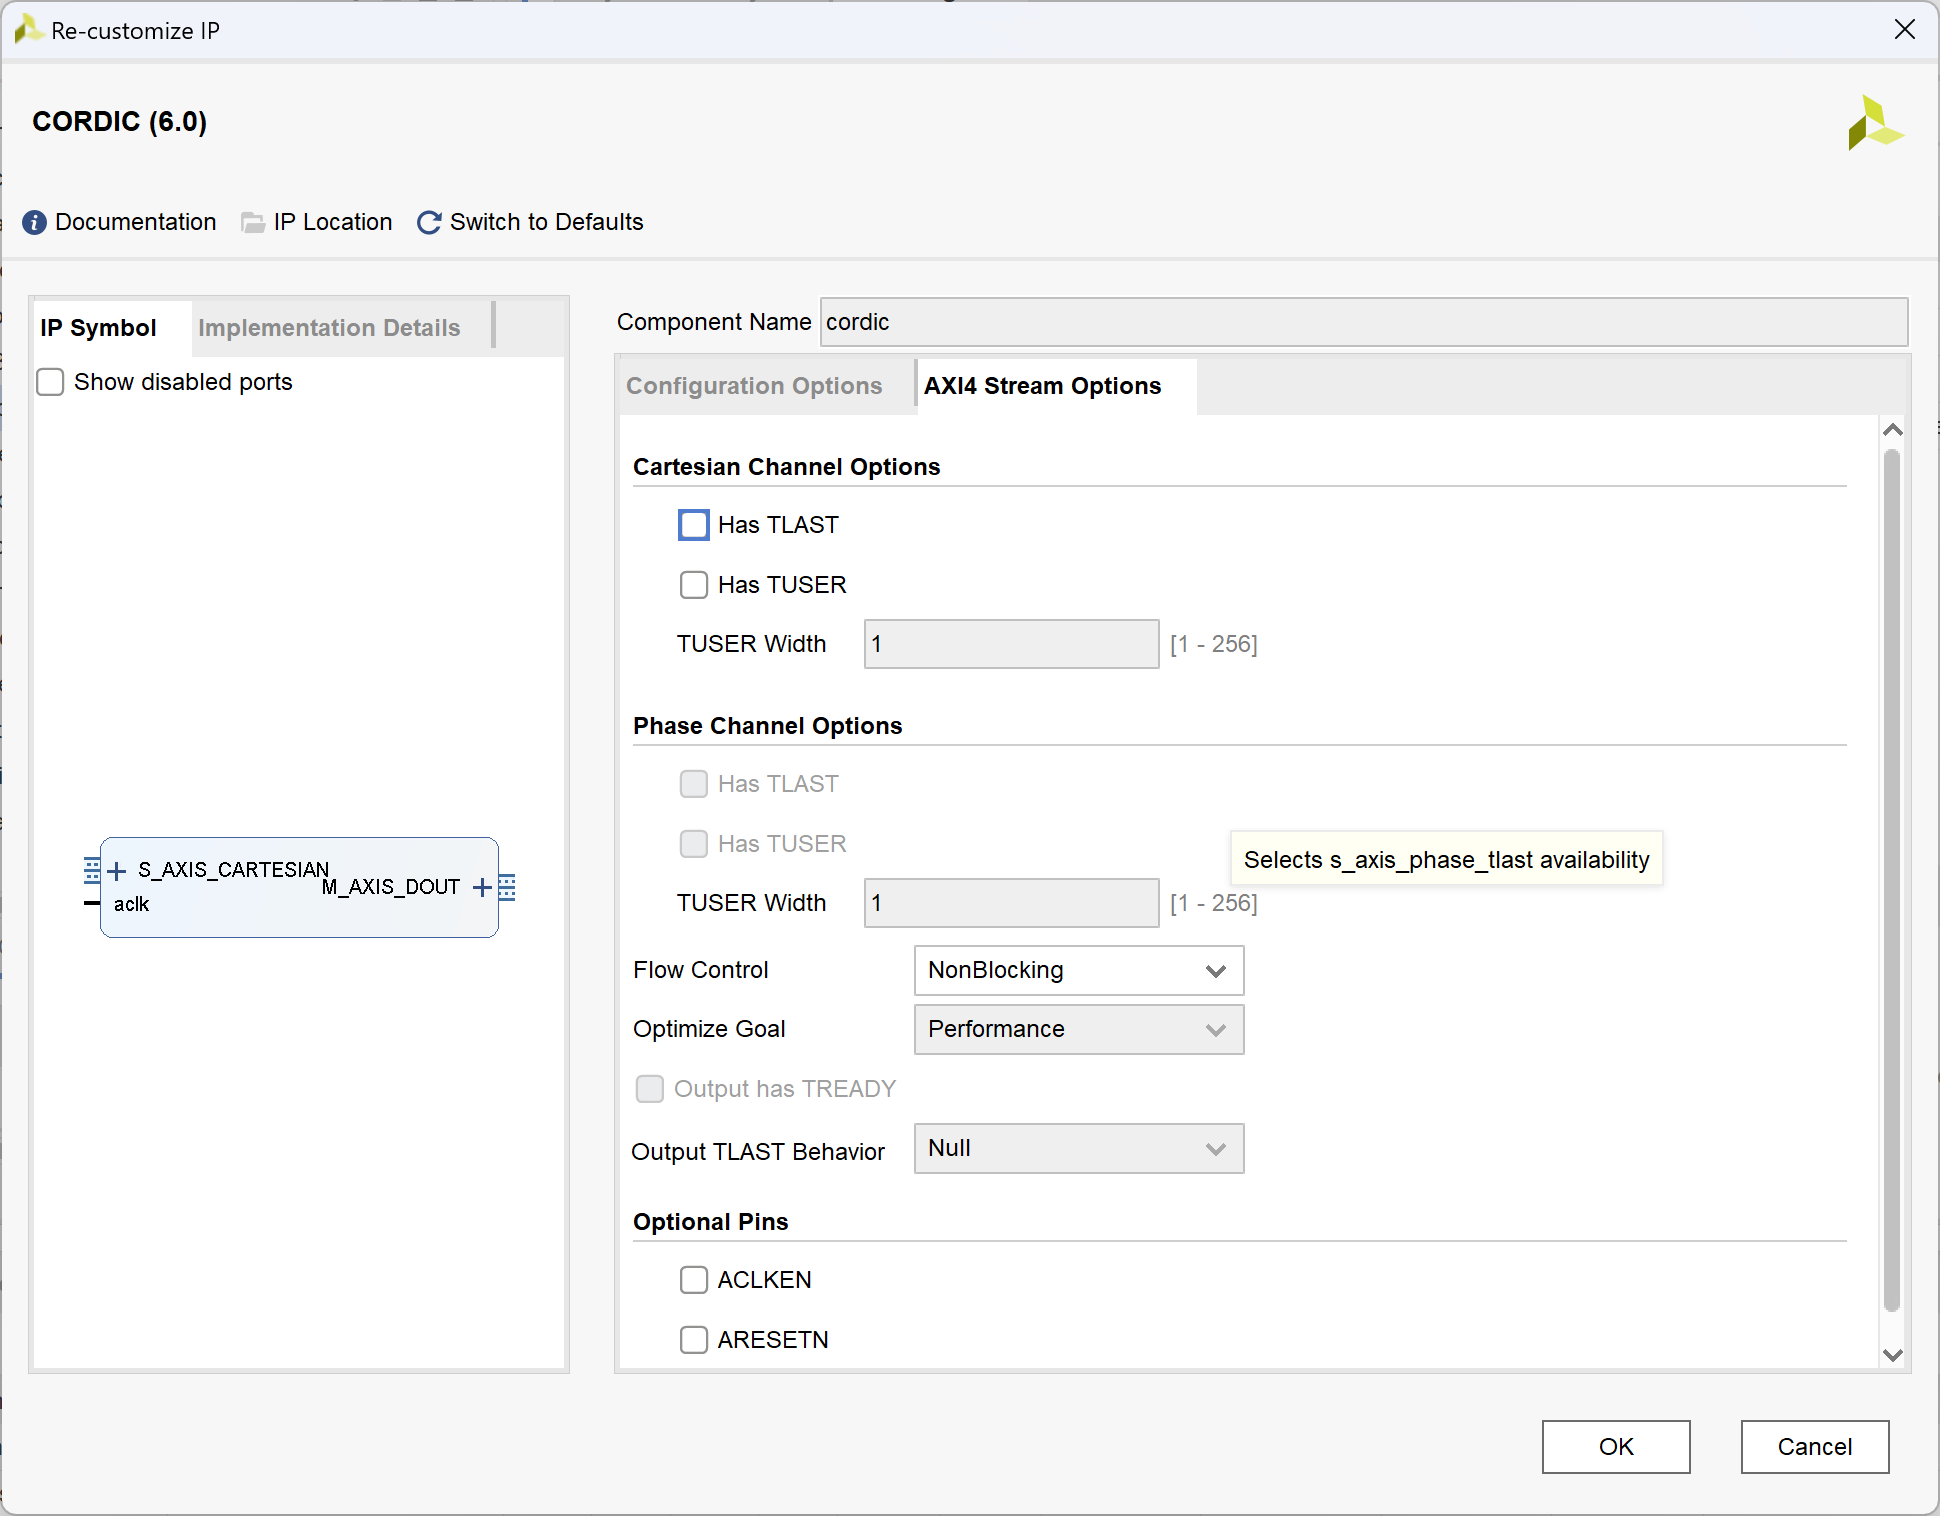 Re-customize IP
CORDIC (6.0)
Documentation IP Location Switch to Defaults
IP Symbol Implementation Details
Show disabled ports
S_AXIS_CARTESIAN
M_AXIS_DOUT
aclk
Component Name cordic
Configuration Options AXI4 Stream Options
Cartesian Channel Options
Has TLAST
Has TUSER
TUSER Width 1 [1 - 256]
Phase Channel Options
Has TLAST
Has TUSER
Selects s_axis_phase_tlast availability
TUSER Width 1 [1 - 256]
Flow Control NonBlocking
Optimize Goal Performance
Output has TREADY
Output TLAST Behavior Null
Optional Pins
ACLKEN
ARESETN
OK Cancel